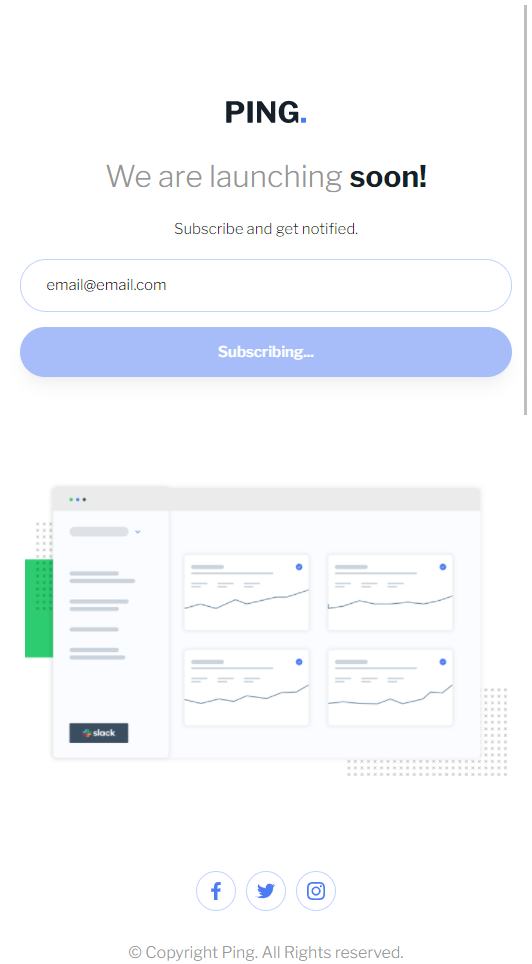 PING.
We are launching soon!
Subscribe and get notified.
email@email.com
Subscribing...
slack
© Copyright Ping. All Rights reserved.